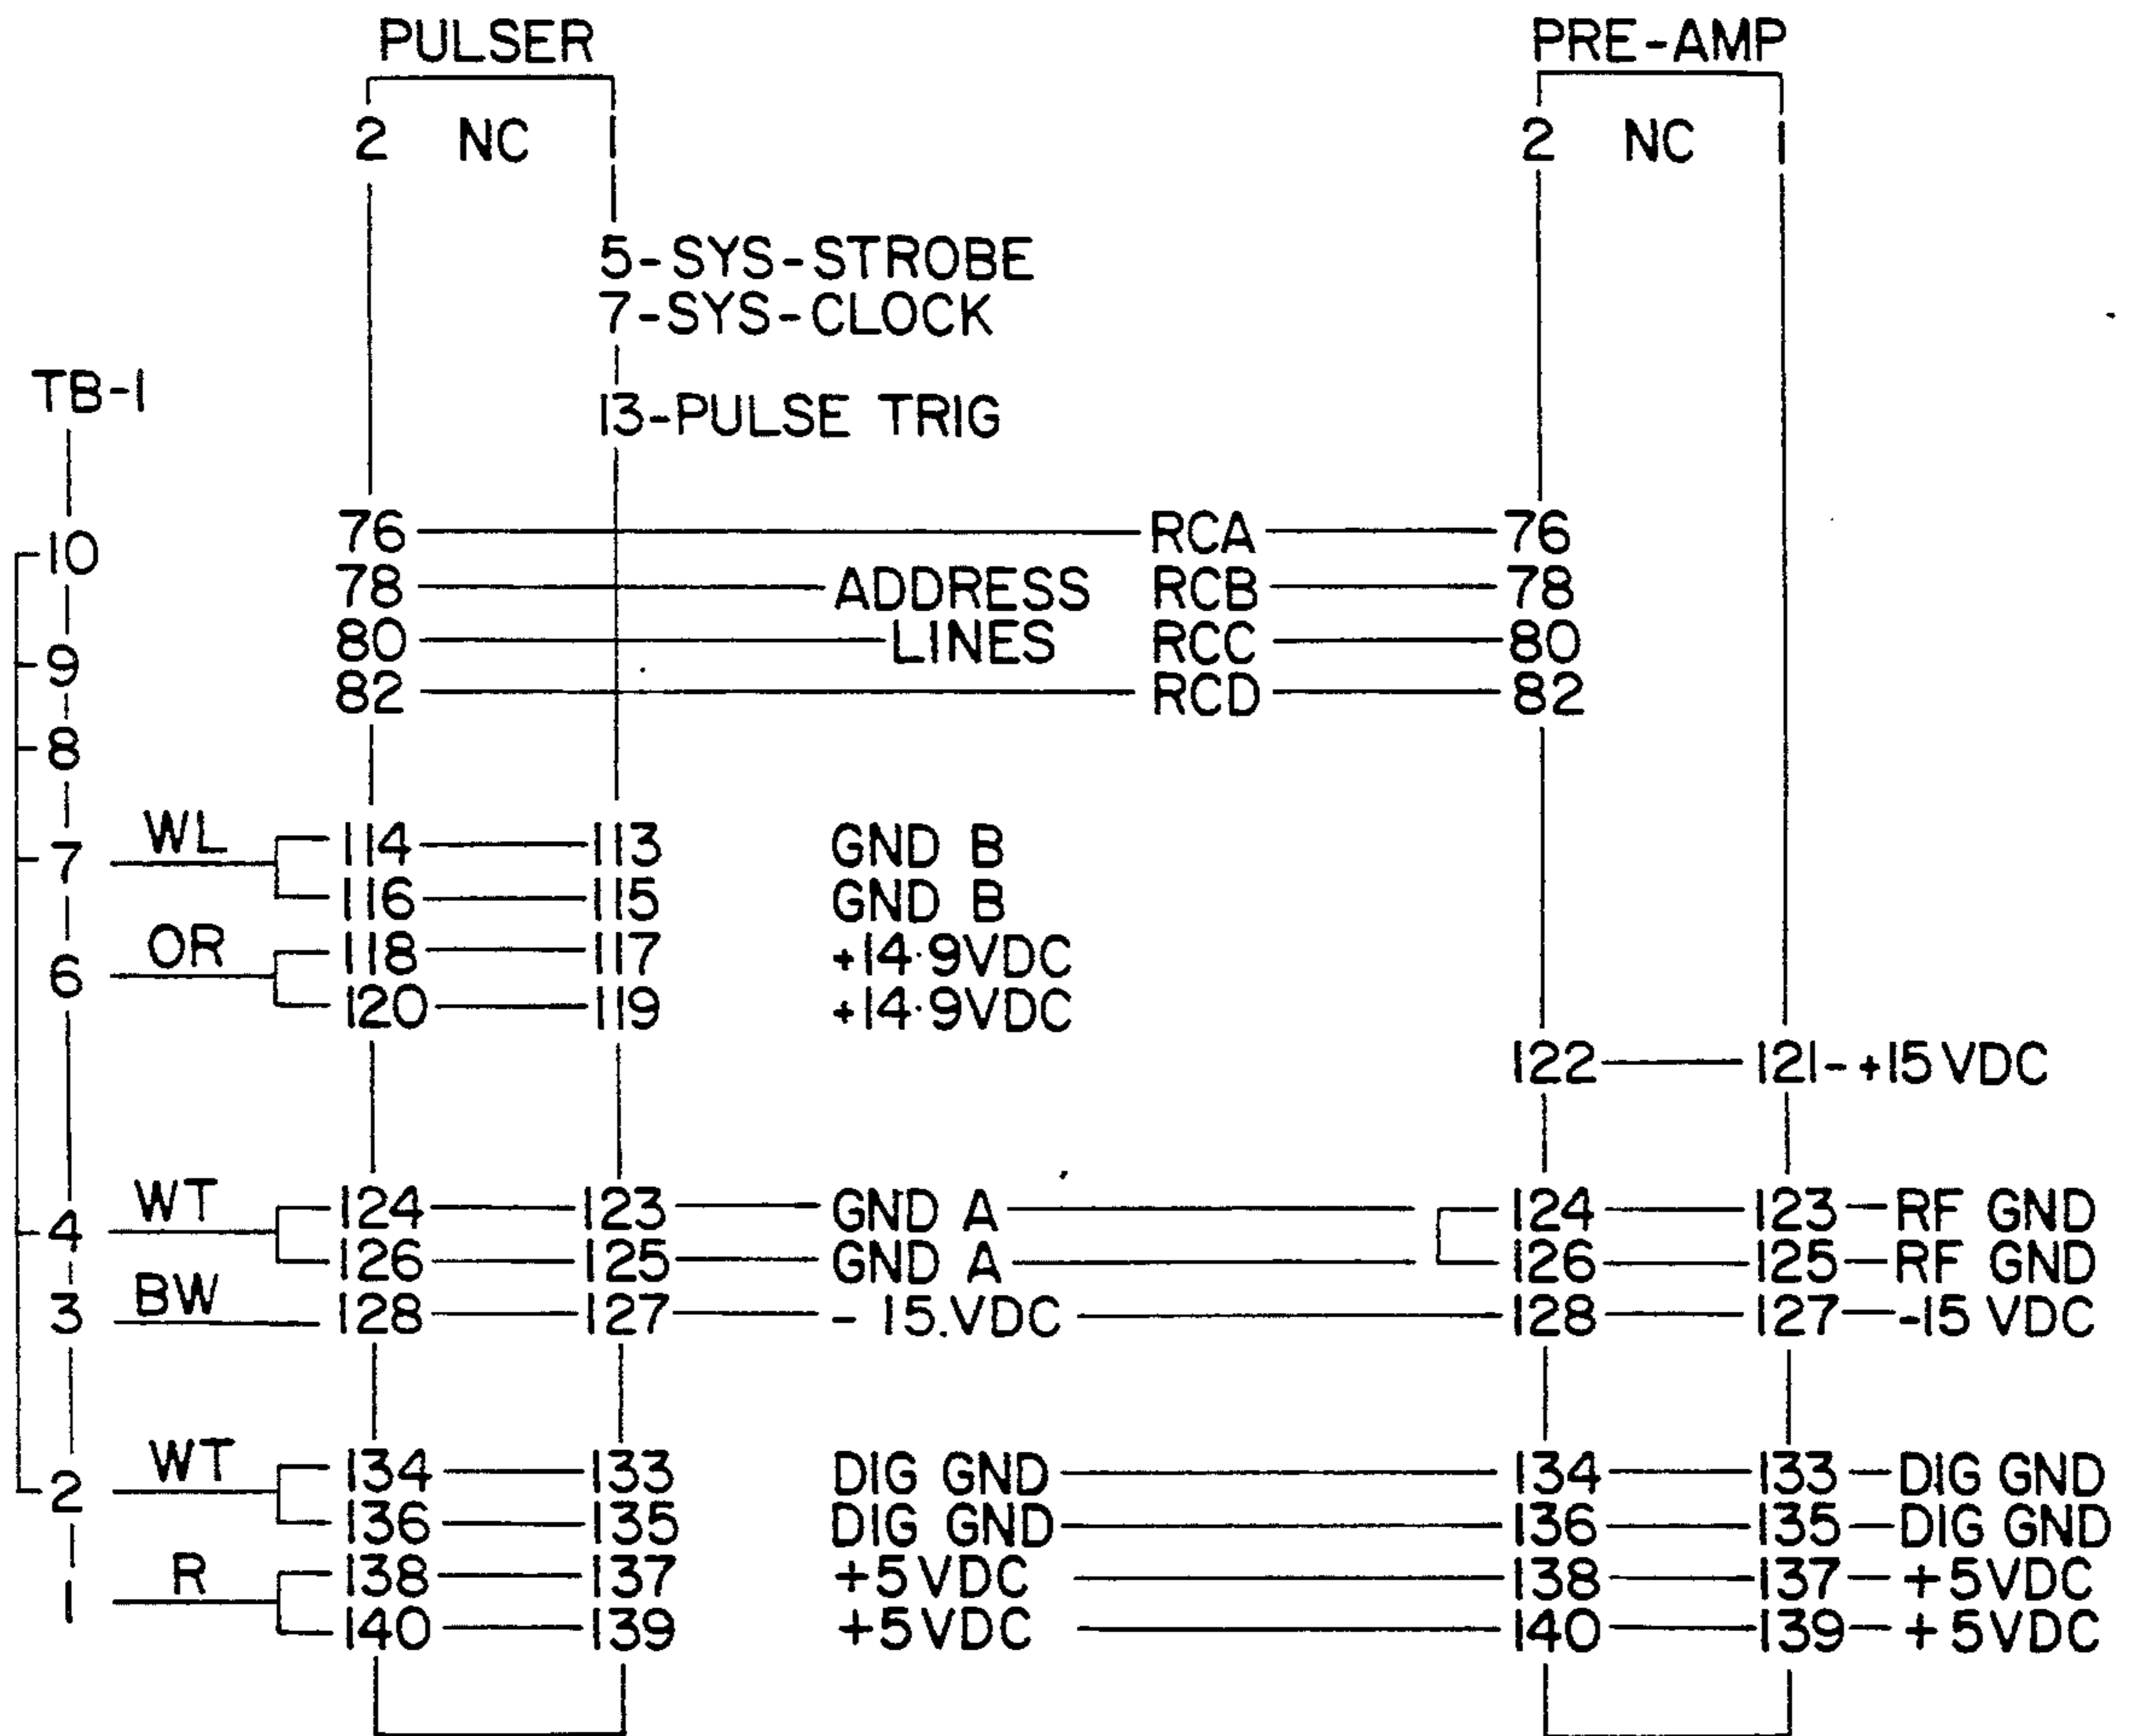 PULSER PRE-AMP
2 NC 1 2 NC 1
5-SYS-STROBE
7-SYS-CLOCK
TB-1
13-PULSE TRIG
76 RCA 76
10
78 ADDRESS RCB 78
80 LINES RCC 80
9
82 RCD 82
8
WL 114 113 GND B
7
116 115 GND B
OR 118 117 +14.9VDC
6
120 119 +14.9VDC
122 121-+15VDC
WT 124 123 GND A 124 123-RF GND
4
126 125 GND A 126 125-RF GND
3 BW 128 127 -15.VDC 128 127--15 VDC
WT 134 133 DIG GND 134 133-DIG GND
2
136 135 DIG GND 136 135-DIG GND
R 138 137 +5VDC 138 137-+5VDC
1
140 139 +5VDC 140 139-+5VDC